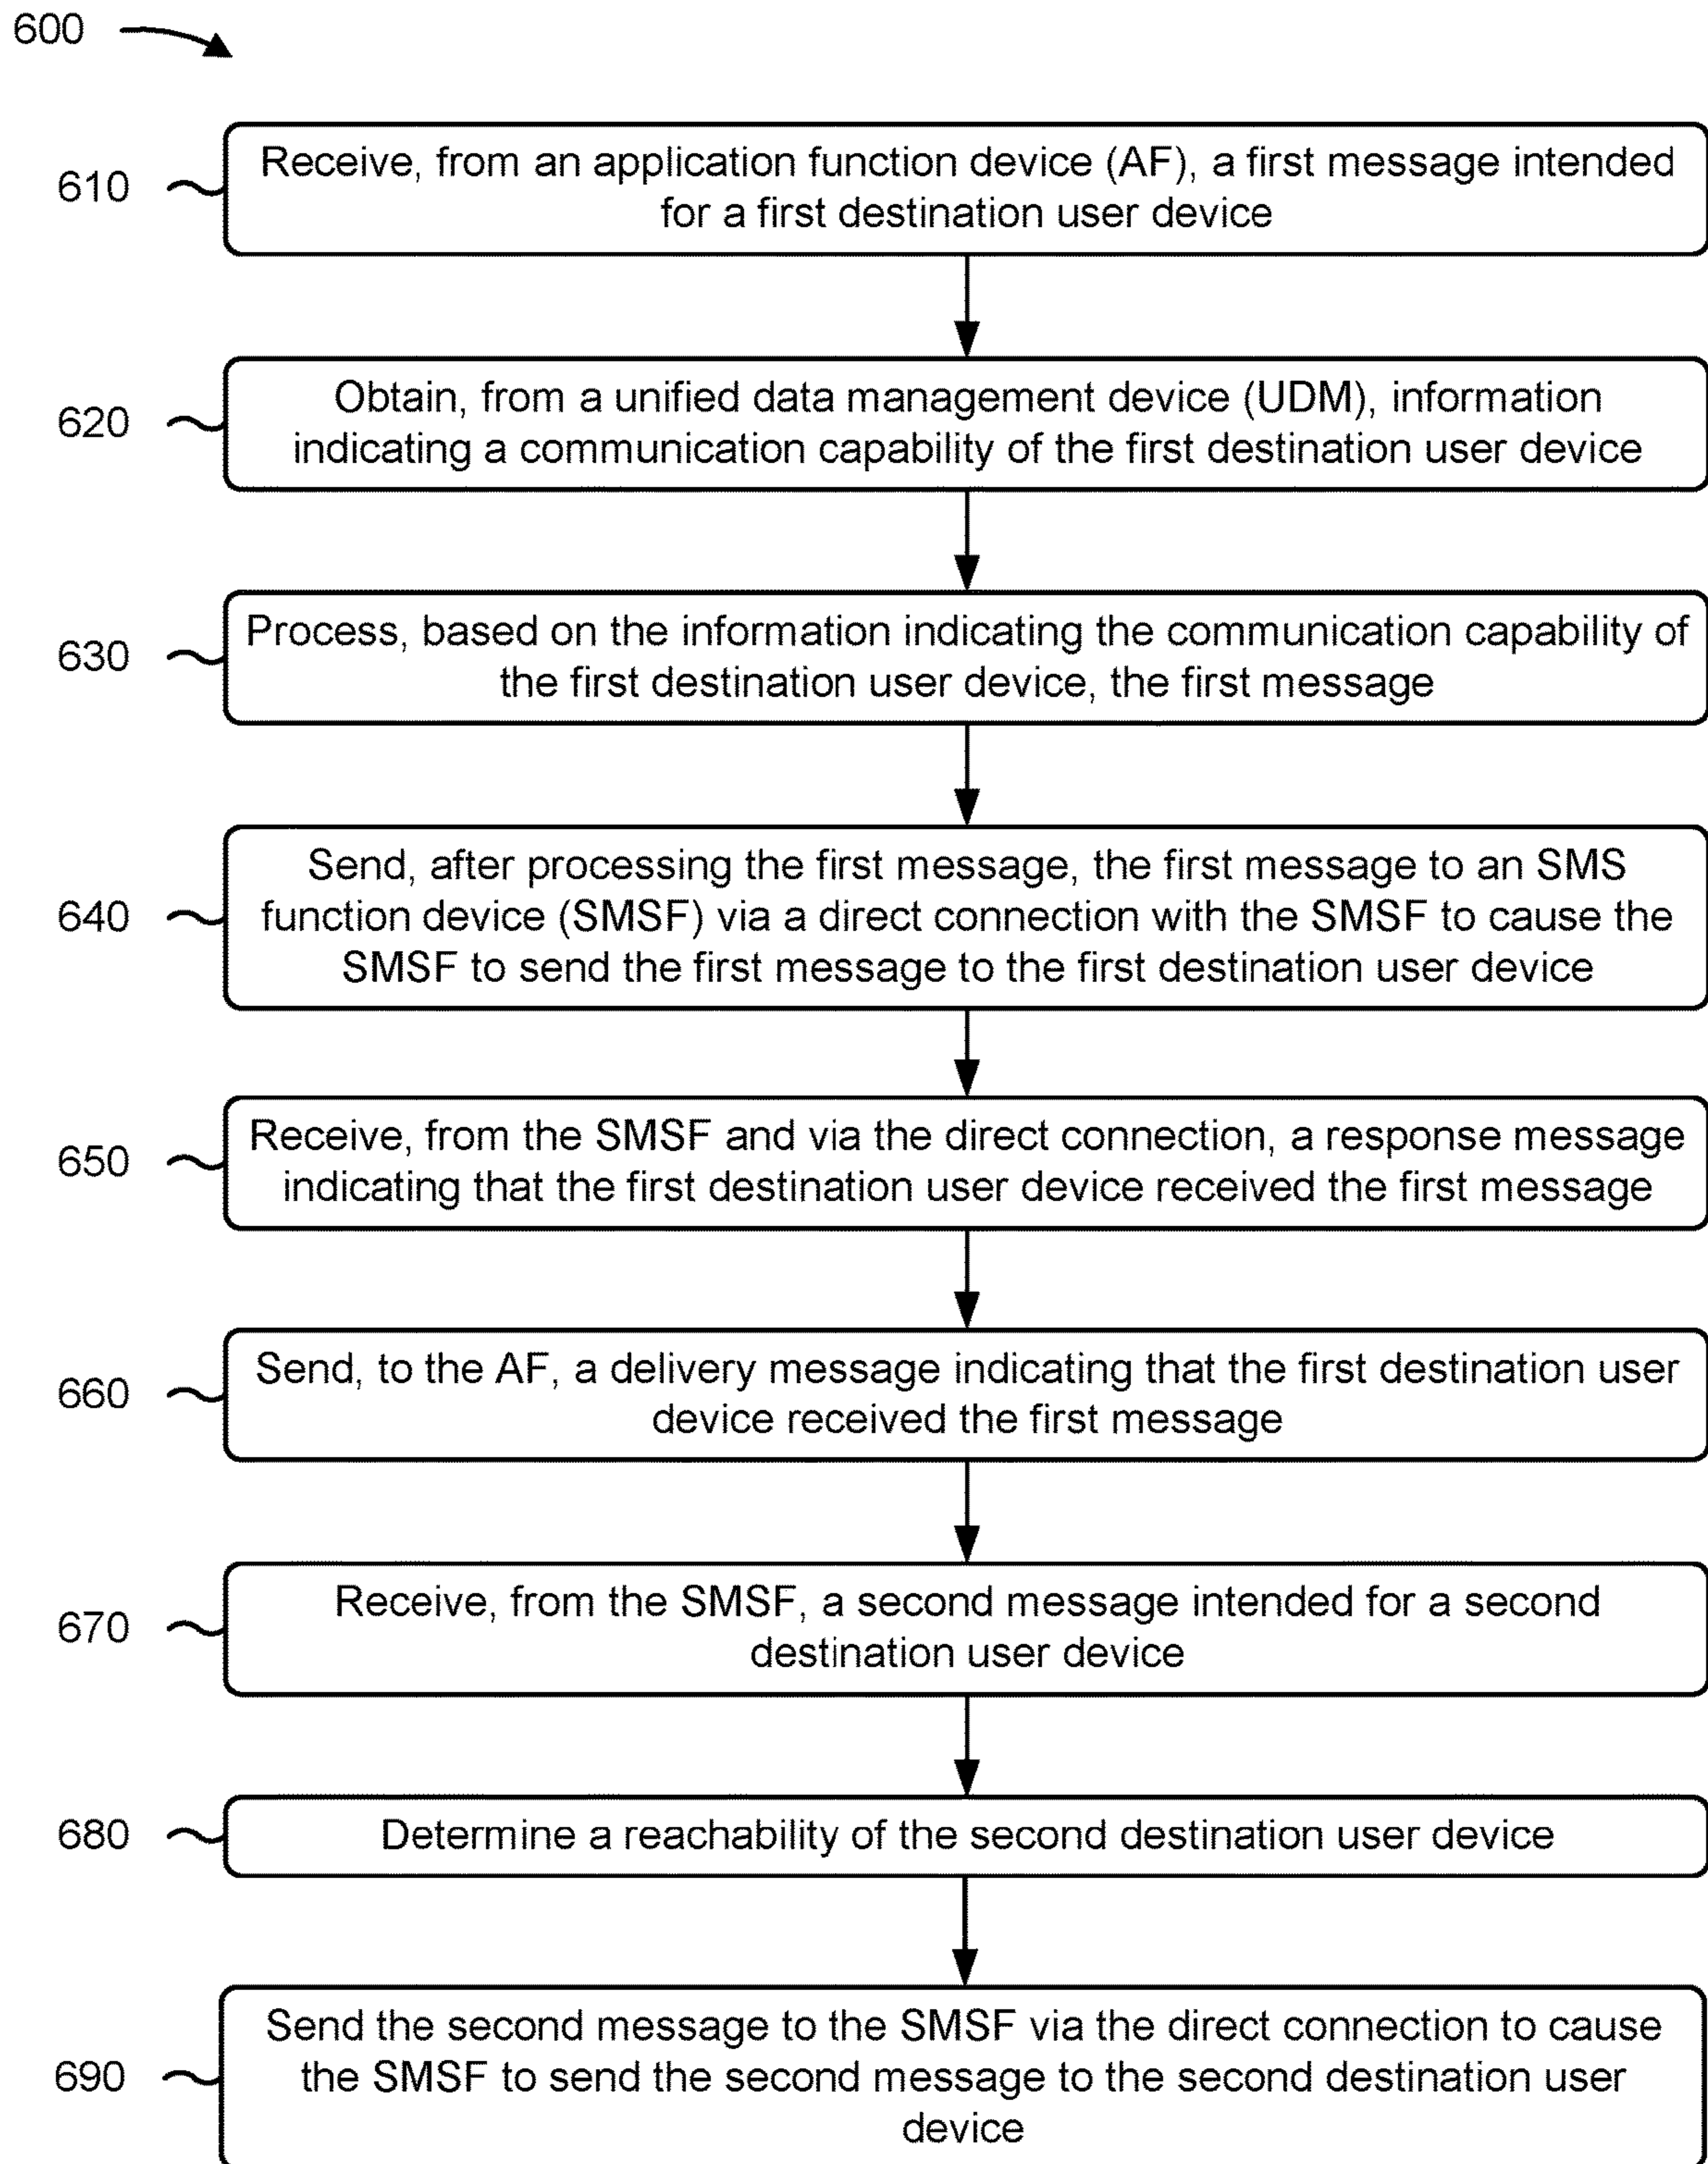 600
610
Receive, from an application function device (AF), a first message intended
for a first destination user device
620
Obtain, from a unified data management device (UDM), information
indicating a communication capability of the first destination user device
630
Process, based on the information indicating the communication capability of
the first destination user device, the first message
640
Send, after processing the first message, the first message to an SMS
function device (SMSF) via a direct connection with the SMSF to cause the
SMSF to send the first message to the first destination user device
650
Receive, from the SMSF and via the direct connection, a response message
indicating that the first destination user device received the first message
660
Send, to the AF, a delivery message indicating that the first destination user
device received the first message
670
Receive, from the SMSF, a second message intended for a second
destination user device
680
Determine a reachability of the second destination user device
690
Send the second message to the SMSF via the direct connection to cause
the SMSF to send the second message to the second destination user
device